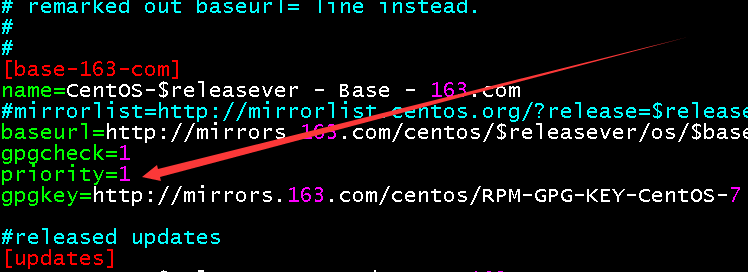 # remarked out baseurl= line instead.
#
#
[base-163-com]
name=CentOS-$releasever - Base - 163.com
#mirrorlist=http://mirrorlist.centos.org/?release=$release
baseurl=http://mirrors.163.com/centos/$releasever/os/$base
gpgcheck=1
priority=1
gpgkey=http://mirrors.163.com/centos/RPM-GPG-KEY-CentOS-7
#released updates
[updates]